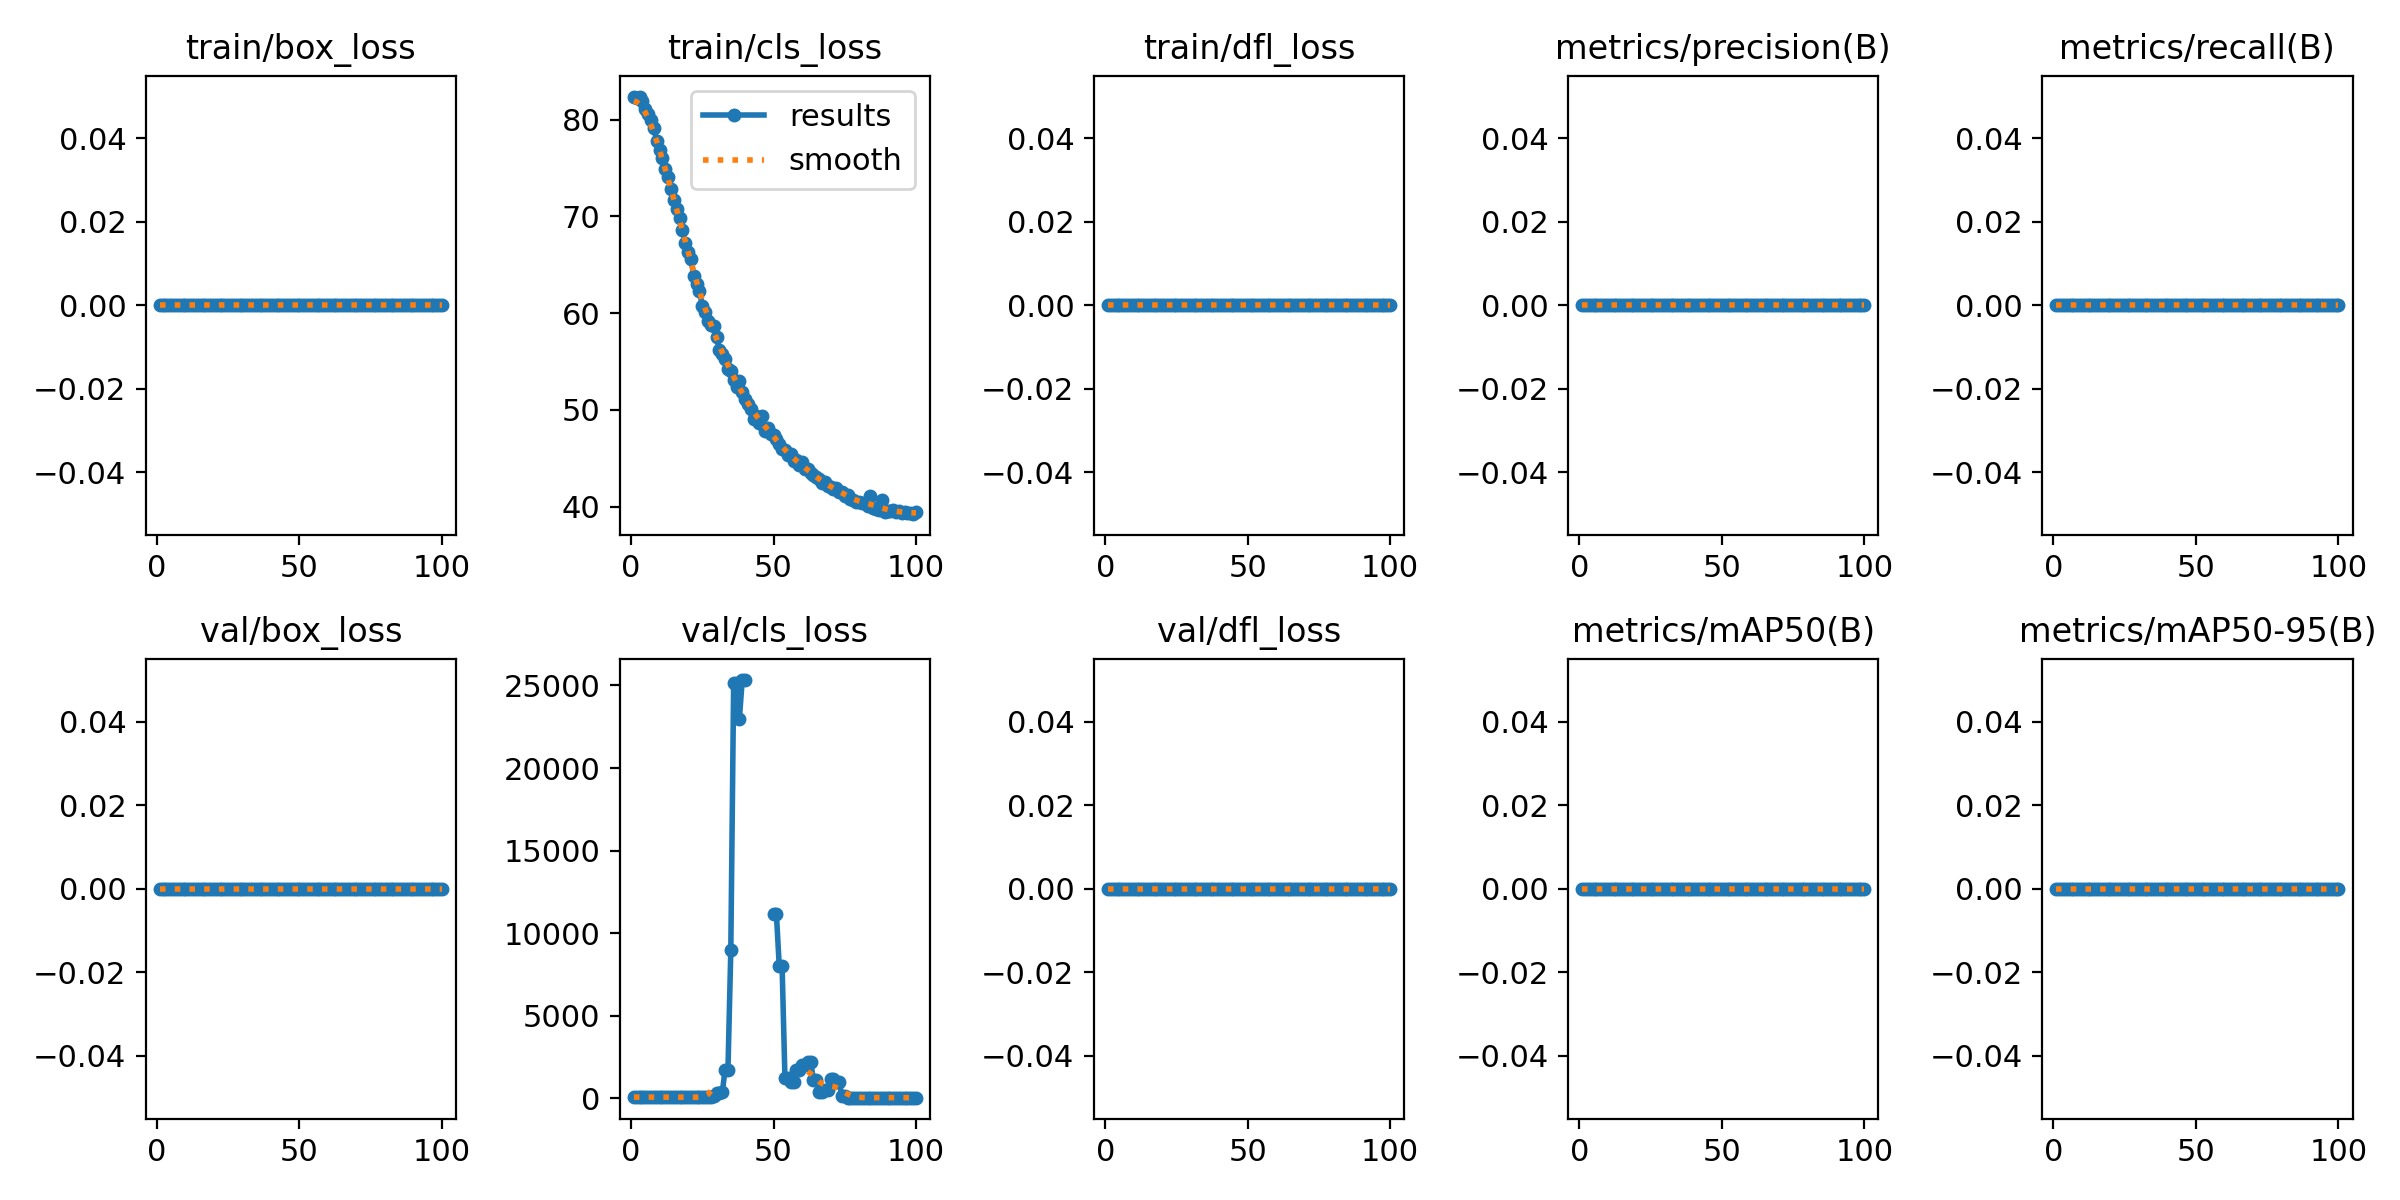 train/box_loss
0.04
0.02
0.00
−0.02
−0.04
0 50 100
train/cls_loss
results
smooth
80
70
60
50
40
0 50 100
train/dfl_loss
0.04
0.02
0.00
−0.02
−0.04
0 50 100
metrics/precision(B)
0.04
0.02
0.00
−0.02
−0.04
0 50 100
metrics/recall(B)
0.04
0.02
0.00
−0.02
−0.04
0 50 100
val/box_loss
0.04
0.02
0.00
−0.02
−0.04
0 50 100
val/cls_loss
25000
20000
15000
10000
5000
0
0 50 100
val/dfl_loss
0.04
0.02
0.00
−0.02
−0.04
0 50 100
metrics/mAP50(B)
0.04
0.02
0.00
−0.02
−0.04
0 50 100
metrics/mAP50-95(B)
0.04
0.02
0.00
−0.02
−0.04
0 50 100